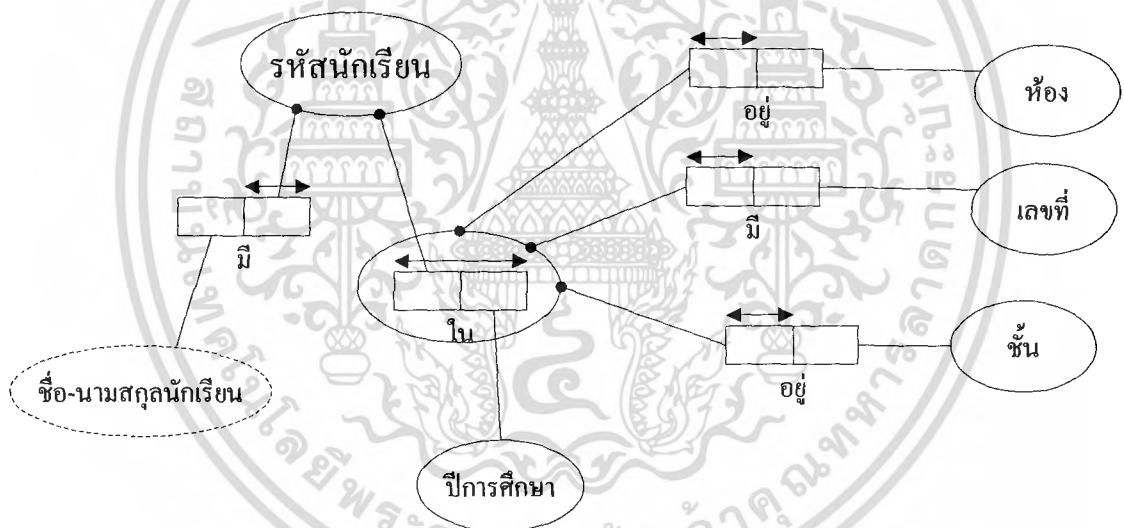 รหัสนักเรียน
อยู่
ห้อง
มี
เลขที่
มี
ใน
อยู่
ชั้น
ชื่อ-นามสกุลนักเรียน
ปีการศึกษา